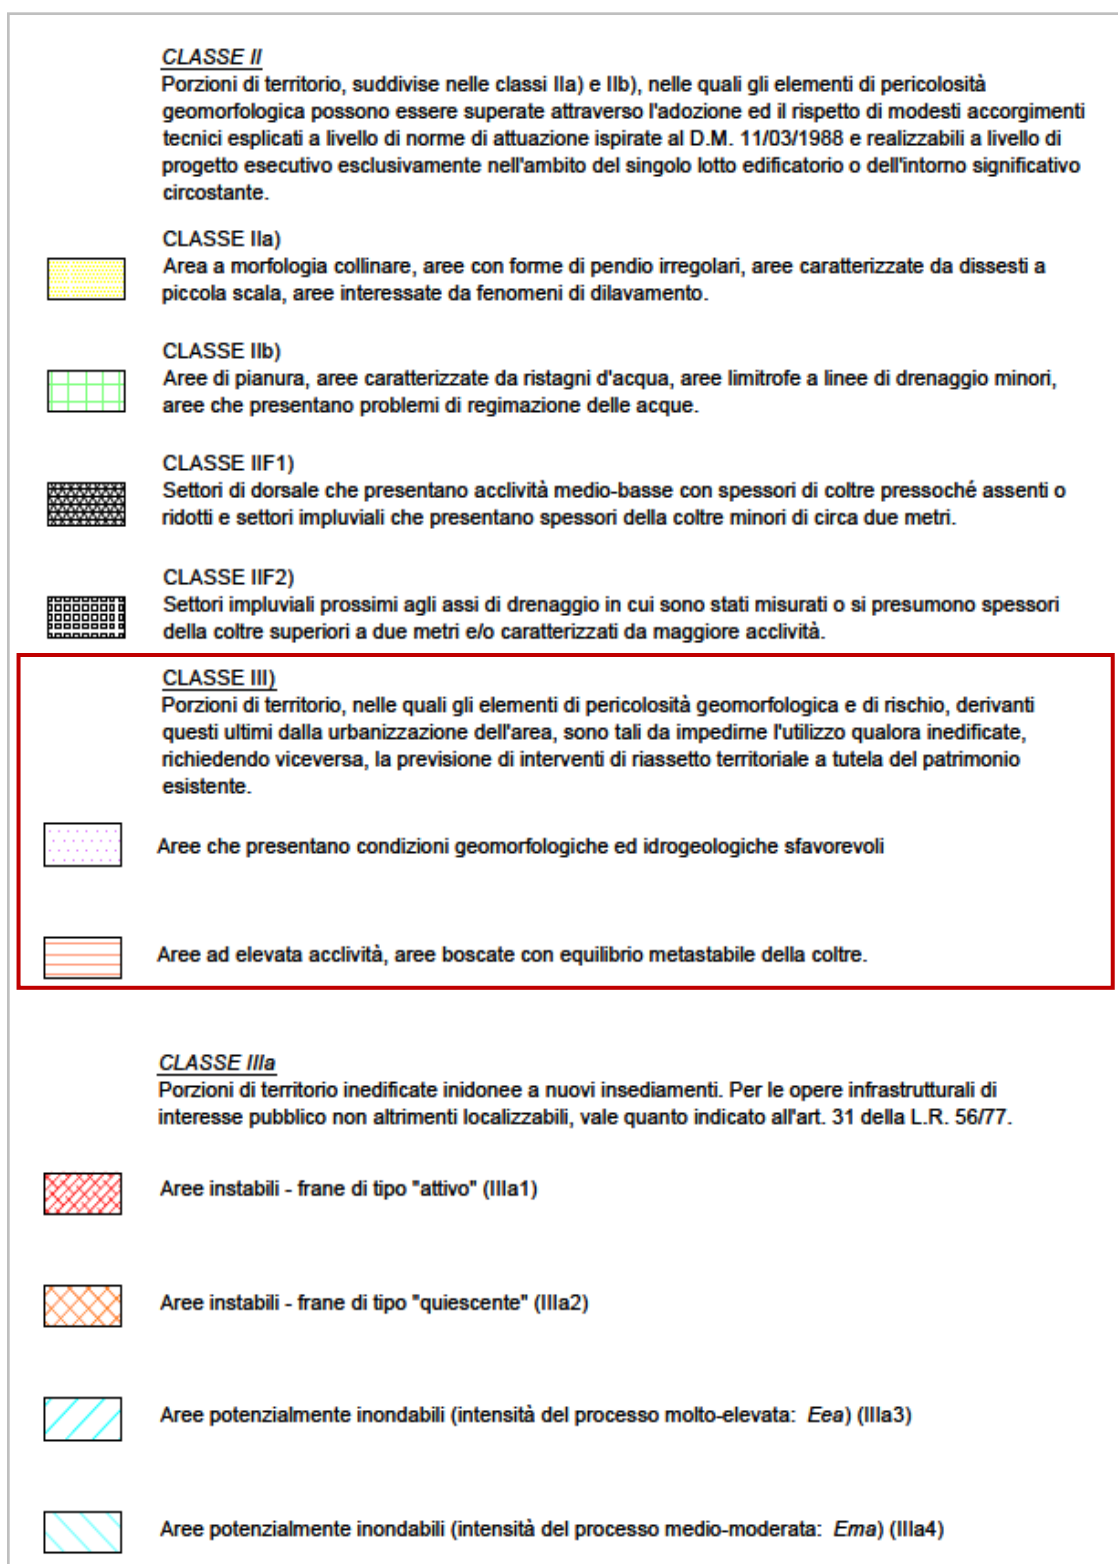 CLASSE II
Porzioni di territorio, suddivise nelle classi IIa) e IIb), nelle quali gli elementi di pericolosità
geomorfologica possono essere superate attraverso l'adozione ed il rispetto di modesti accorgimenti
tecnici esplicati a livello di norme di attuazione ispirate al D.M. 11/03/1988 e realizzabili a livello di
progetto esecutivo esclusivamente nell'ambito del singolo lotto edificatorio o dell'intorno significativo
circostante.
CLASSE IIa)
Area a morfologia collinare, aree con forme di pendio irregolari, aree caratterizzate da dissesti a
piccola scala, aree interessate da fenomeni di dilavamento.
CLASSE IIb)
Aree di pianura, aree caratterizzate da ristagni d'acqua, aree limitrofe a linee di drenaggio minori,
aree che presentano problemi di regimazione delle acque.
CLASSE IIF1)
Settori di dorsale che presentano acclività medio-basse con spessori di coltre pressoché assenti o
ridotti e settori impluviali che presentano spessori della coltre minori di circa due metri.
CLASSE IIF2)
Settori impluviali prossimi agli assi di drenaggio in cui sono stati misurati o si presumono spessori
della coltre superiori a due metri e/o caratterizzati da maggiore acclività.
CLASSE III)
Porzioni di territorio, nelle quali gli elementi di pericolosità geomorfologica e di rischio, derivanti
questi ultimi dalla urbanizzazione dell'area, sono tali da impedirne l'utilizzo qualora inedificate,
richiedendo viceversa, la previsione di interventi di riassetto territoriale a tutela del patrimonio
esistente.
Aree che presentano condizioni geomorfologiche ed idrogeologiche sfavorevoli
Aree ad elevata acclività, aree boscate con equilibrio metastabile della coltre.
CLASSE IIIa
Porzioni di territorio inedificate inidonee a nuovi insediamenti. Per le opere infrastrutturali di
interesse pubblico non altrimenti localizzabili, vale quanto indicato all'art. 31 della L.R. 56/77.
Aree instabili - frane di tipo "attivo" (IIIa1)
Aree instabili - frane di tipo "quiescente" (IIIa2)
Aree potenzialmente inondabili (intensità del processo molto-elevata: Eea) (IIIa3)
Aree potenzialmente inondabili (intensità del processo medio-moderata: Ema) (IIIa4)